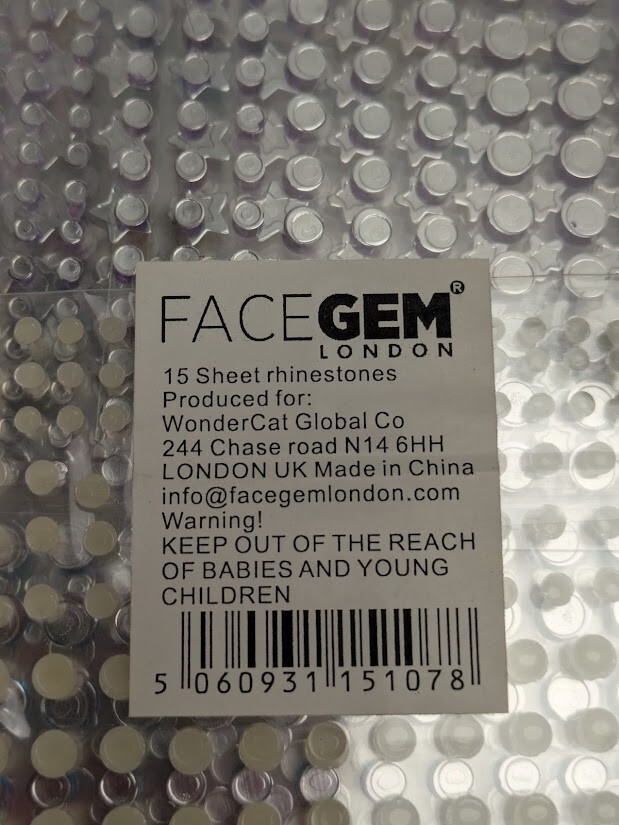 FACEGEM®
LONDON
15 Sheet rhinestones
Produced for:
WonderCat Global Co
244 Chase road N14 6HH
LONDON UK Made in China
info@facegemlondon.com
Warning!
KEEP OUT OF THE REACH
OF BABIES AND YOUNG
CHILDREN
5 060931 151078